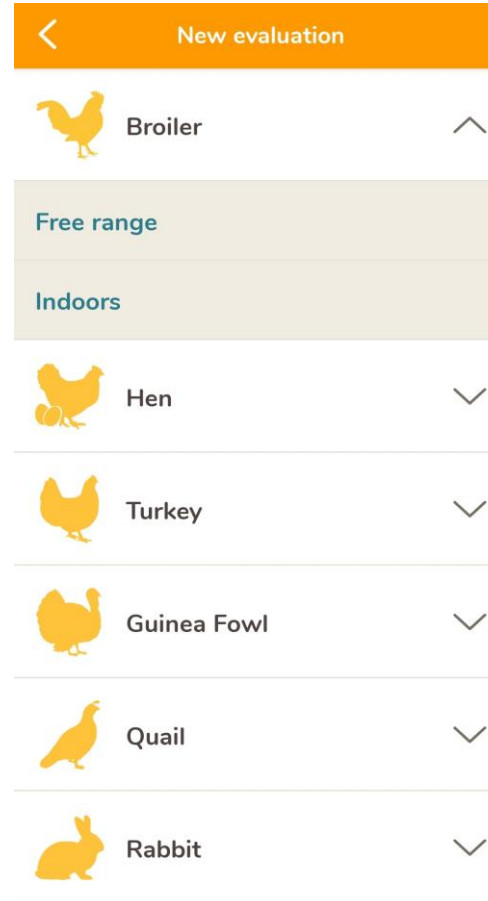 New evaluation
Broiler
Free range
Indoors
Hen
Turkey
Guinea Fowl
Quail
Rabbit